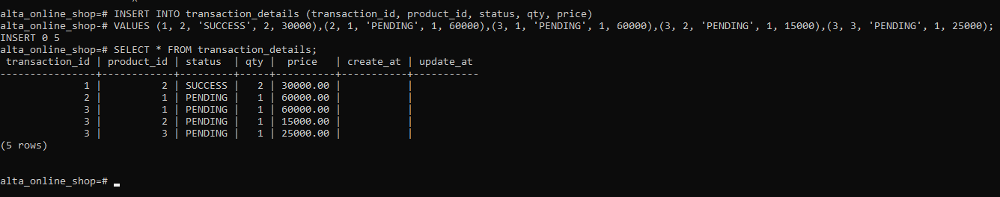 alta_online_shop=# INSERT INTO transaction_details (transaction_id, product_id, status, qty, price)
alta_online_shop-# VALUES (1, 2, 'SUCCESS', 2, 30000),(2, 1, 'PENDING', 1, 60000),(3, 1, 'PENDING', 1, 60000),(3, 2, 'PENDING', 1, 15000),(3, 3, 'PENDING', 1, 25000);
INSERT 0 5
alta_online_shop=# SELECT * FROM transaction_details;
 transaction_id | product_id | status  | qty |  price   | create_at | update_at
----------------+------------+---------+-----+----------+-----------+-----------
              1 |          2 | SUCCESS |   2 | 30000.00 |           |
              2 |          1 | PENDING |   1 | 60000.00 |           |
              3 |          1 | PENDING |   1 | 60000.00 |           |
              3 |          2 | PENDING |   1 | 15000.00 |           |
              3 |          3 | PENDING |   1 | 25000.00 |           |
(5 rows)
alta_online_shop=#